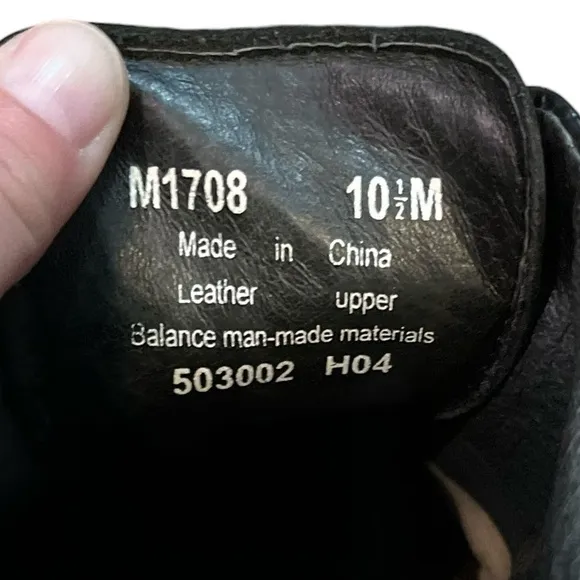 M1708 10½M
Made in China
Leather upper
Balance man-made materials
503002 H04